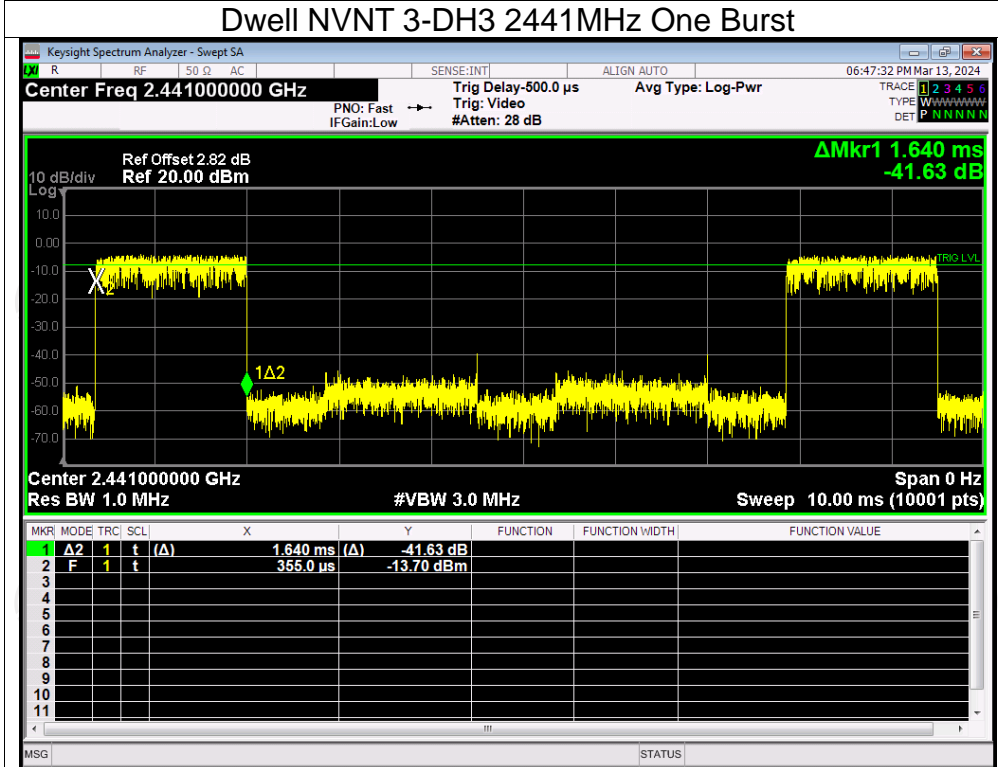 Dwell NVNT 3-DH3 2441MHz One Burst
Keysight Spectrum Analyzer - Swept SA
LXI R RF 50 Ω AC SENSE:INT ALIGN AUTO 06:47:32 PM Mar 13, 2024
Center Freq 2.441000000 GHz Trig Delay-500.0 µs Avg Type: Log-Pwr TRACE 1 2 3 4 5 6
PNO: Fast Trig: Video TYPE WWWWWW
IFGain:Low #Atten: 28 dB DET P N N N N N
ΔMkr1 1.640 ms
-41.63 dB
Ref Offset 2.82 dB
10 dB/div Ref 20.00 dBm
Log
10.0
0.00
TRIG LVL
-10.0
2
-20.0
-30.0
-40.0
1Δ2
-50.0
-60.0
-70.0
Center 2.441000000 GHz Span 0 Hz
Res BW 1.0 MHz #VBW 3.0 MHz Sweep 10.00 ms (10001 pts)
MKR MODE TRC SCL X Y FUNCTION FUNCTION WIDTH FUNCTION VALUE
1 Δ2 1 t (Δ) 1.640 ms (Δ) -41.63 dB
2 F 1 t 355.0 µs -13.70 dBm
3
4
5
6
7
8
9
10
11
MSG STATUS